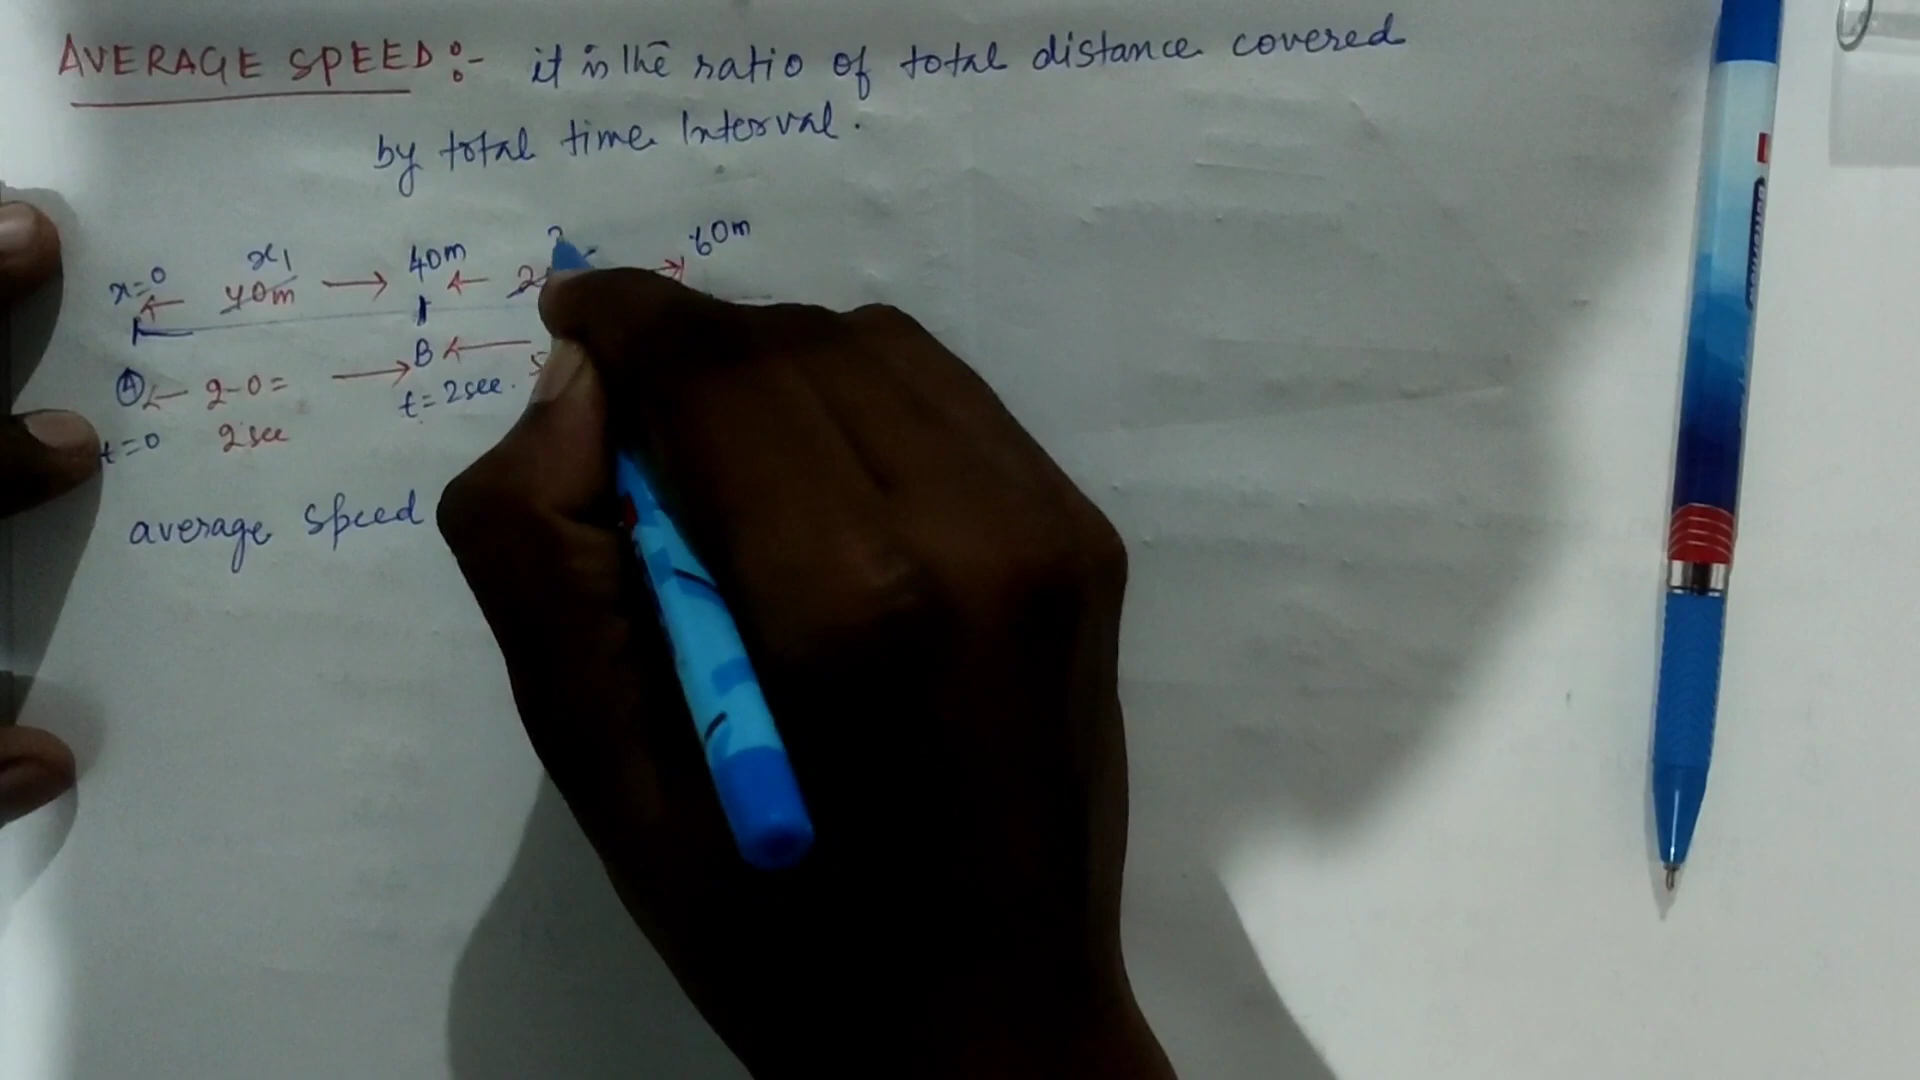 AVERAGE SPEED :- it is the ratio of total distance covered
by total time Interval.
x=0 x1 40m 60m
40m
B
A 2-0=
t=0 2sec t=2sec.
average speed